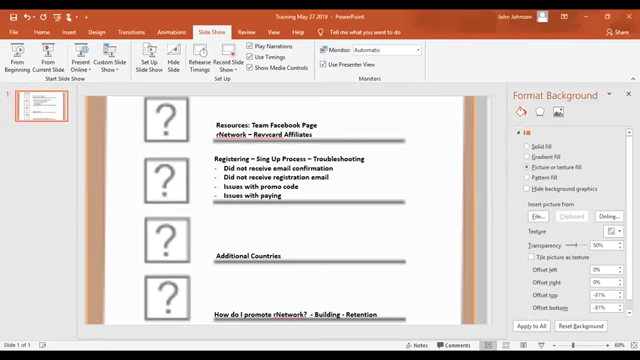 Training May 27 2019 - PowerPoint
John Johnson
File Home Insert Design Transitions Animations Slide Show Review View Help Acrobat Tell me what you want to do Share
From Beginning
From Current Slide
Present Online
Custom Slide Show
Set Up Slide Show
Hide Slide
Rehearse Timings
Record Slide Show
Play Narrations
Use Timings
Show Media Controls
Monitor: Automatic
Use Presenter View
Start Slide Show
Set Up
Monitors
1
?
Resources: Team Facebook Page
rNetwork – Revvcard Affiliates
?
Registering – Sing Up Process – Troubleshooting
- Did not receive email confirmation
- Did not receive registration email
- Issues with promo code
- Issues with paying
?
Additional Countries
?
How do I promote rNetwork? - Building - Retention
Format Background
Fill
Solid fill
Gradient fill
Picture or texture fill
Pattern fill
Hide background graphics
Insert picture from
File... Clipboard Online...
Texture
Transparency 50%
Tile picture as texture
Offset left 0%
Offset right 0%
Offset top -81%
Offset bottom -81%
Apply to All Reset Background
Slide 1 of 1
Notes Comments
68%